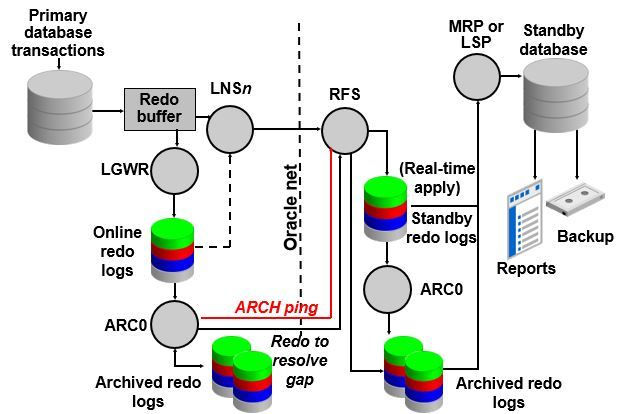 Primary
database
transactions
Redo
buffer
LNSn
LGWR
Online
redo
logs
ARC0
Archived redo
logs
ARCH ping
Redo to
resolve
gap
Oracle net
RFS
(Real-time
apply)
Standby
redo logs
ARC0
Archived redo
logs
MRP or
LSP
Standby
database
Reports
Backup